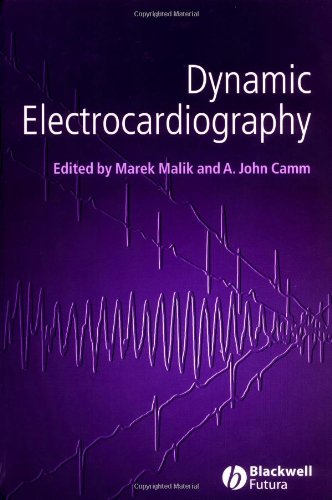 Copyrighted Material
Dynamic
Electrocardiography
Edited by Marek Malik and A. John Camm
Blackwell
Futura
Copyrighted Material